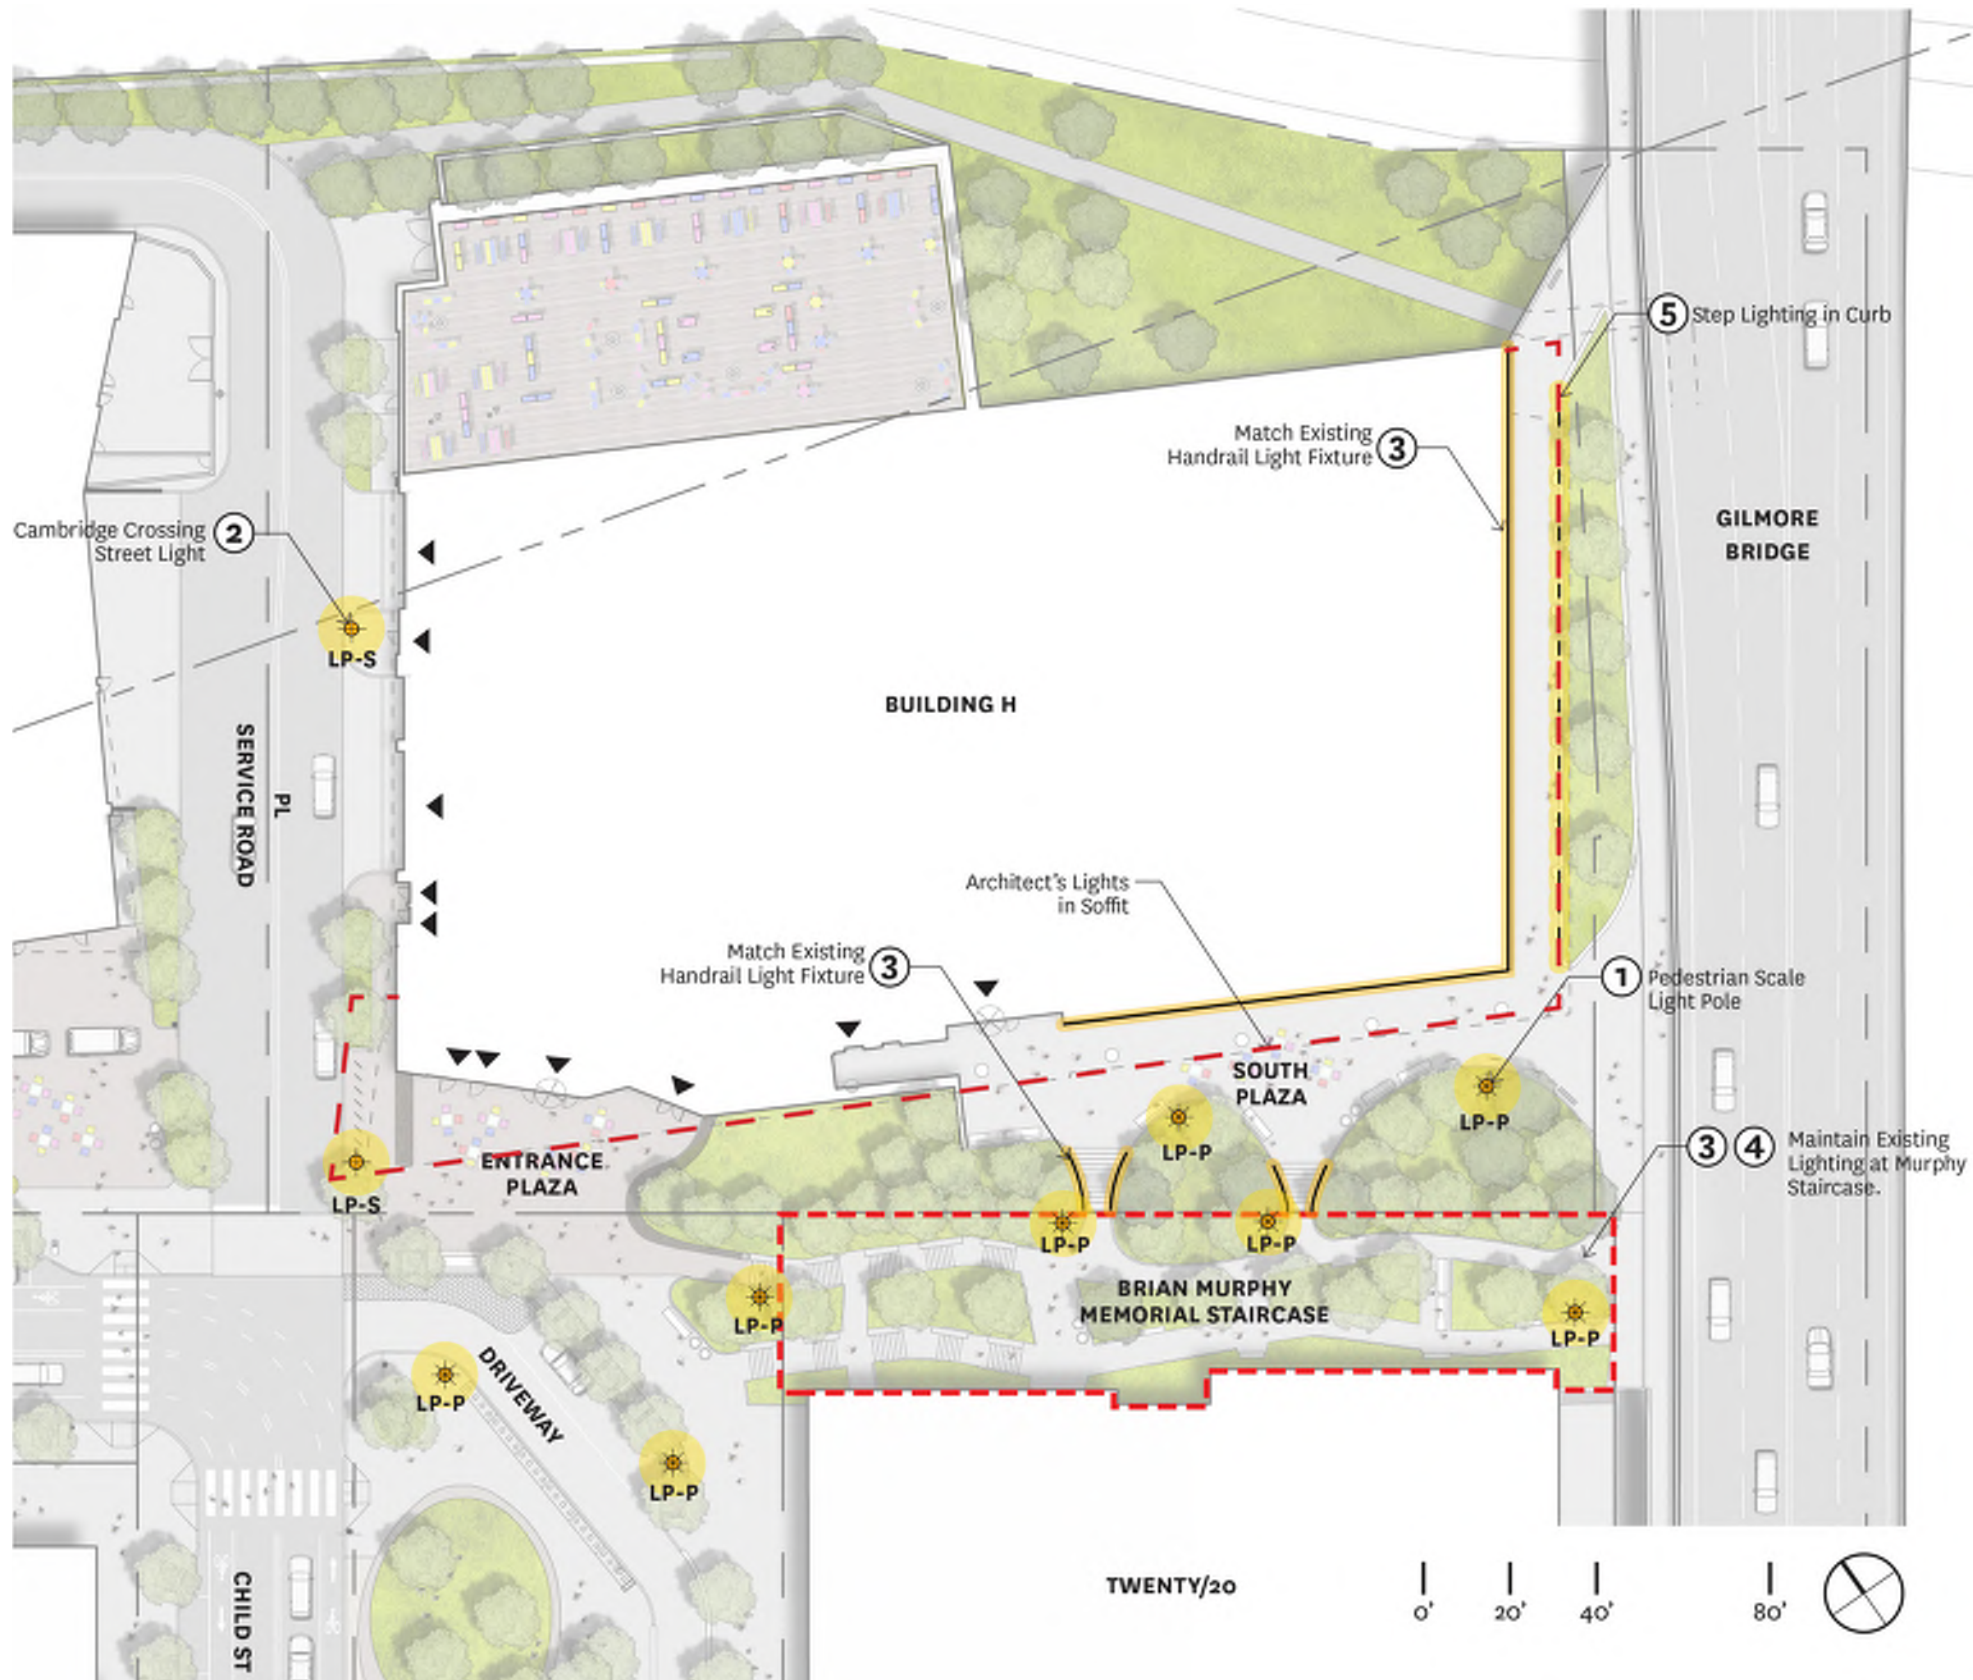 5 Step Lighting in Curb
Match Existing
Handrail Light Fixture 3
GILMORE
BRIDGE
Cambridge Crossing
Street Light 2
LP-S
BUILDING H
SERVICE ROAD
PL
Architect's Lights
in Soffit
Match Existing
Handrail Light Fixture 3
1 Pedestrian Scale
Light Pole
SOUTH
PLAZA
LP-P
LP-P
3 4 Maintain Existing
Lighting at Murphy
Staircase.
ENTRANCE
PLAZA
LP-S
LP-P
LP-P
BRIAN MURPHY
MEMORIAL STAIRCASE
LP-P
LP-P
DRIVEWAY
LP-P
LP-P
CHILD ST
TWENTY/20
0' 20' 40' 80'